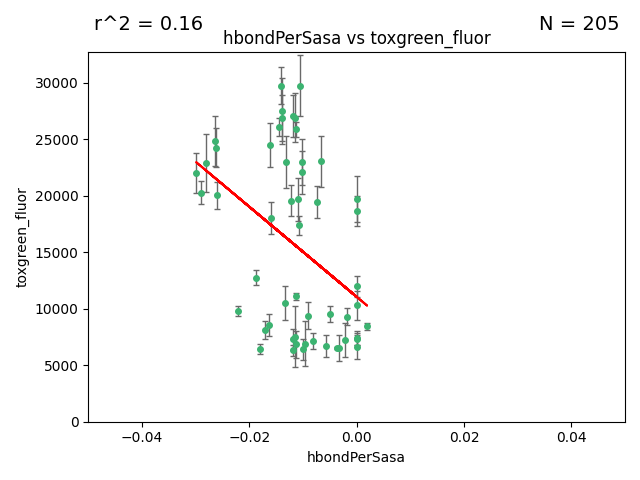 r^2 = 0.16
N = 205
hbondPerSasa vs toxgreen_fluor
30000
25000
20000
15000
10000
5000
0
toxgreen_fluor
−0.04
−0.02
0.00
0.02
0.04
hbondPerSasa